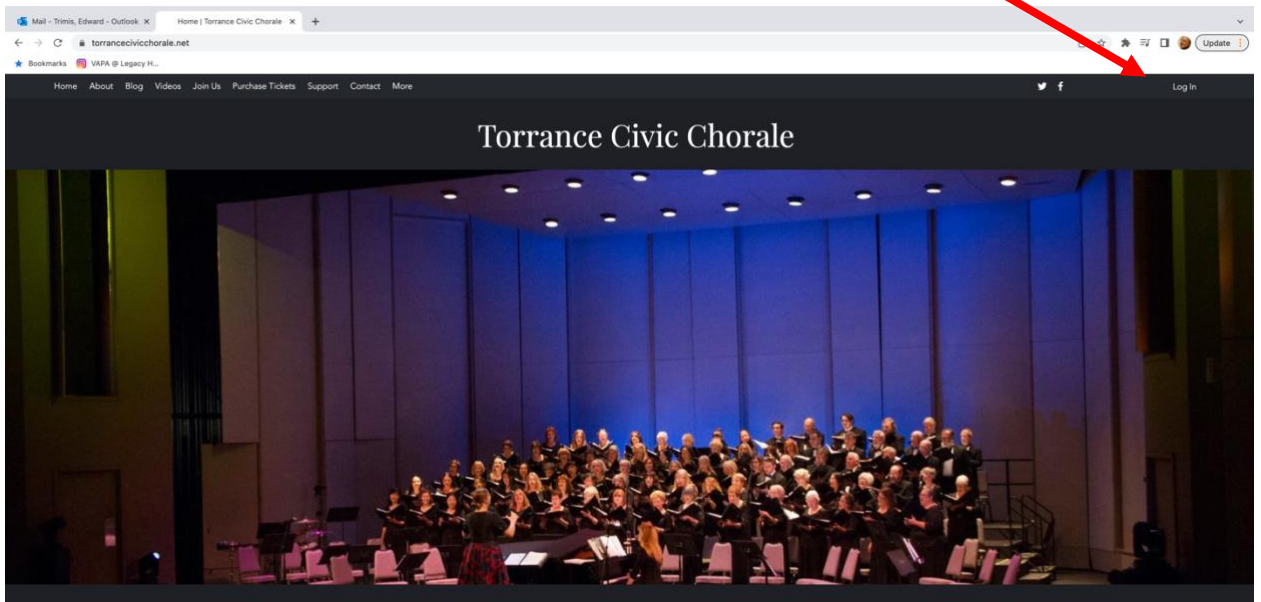 Mail - Trimis, Edward - Outlook Home | Torrance Civic Chorale
torrancecivicchorale.net Update
Bookmarks VAPA @ Legacy H...
Home About Blog Videos Join Us Purchase Tickets Support Contact More Log In
Torrance Civic Chorale